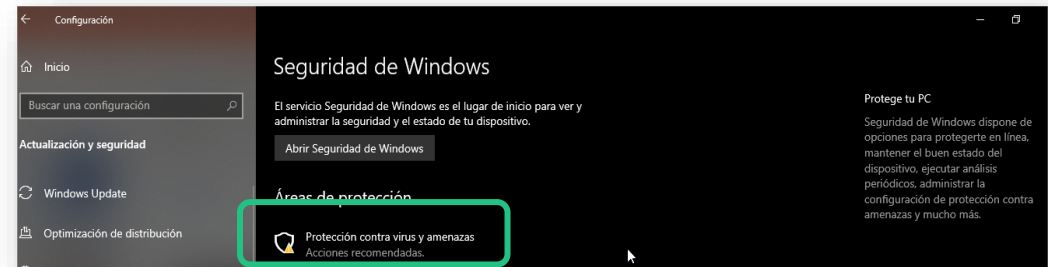 Configuración
Inicio
Buscar una configuración
Actualización y seguridad
Windows Update
Optimización de distribución
Seguridad de Windows
El servicio Seguridad de Windows es el lugar de inicio para ver y
administrar la seguridad y el estado de tu dispositivo.
Abrir Seguridad de Windows
Áreas de protección
Protección contra virus y amenazas
Acciones recomendadas.
Protege tu PC
Seguridad de Windows dispone de
opciones para protegerte en línea,
mantener el buen estado del
dispositivo, ejecutar análisis
periódicos, administrar la
configuración de protección contra
amenazas y mucho más.